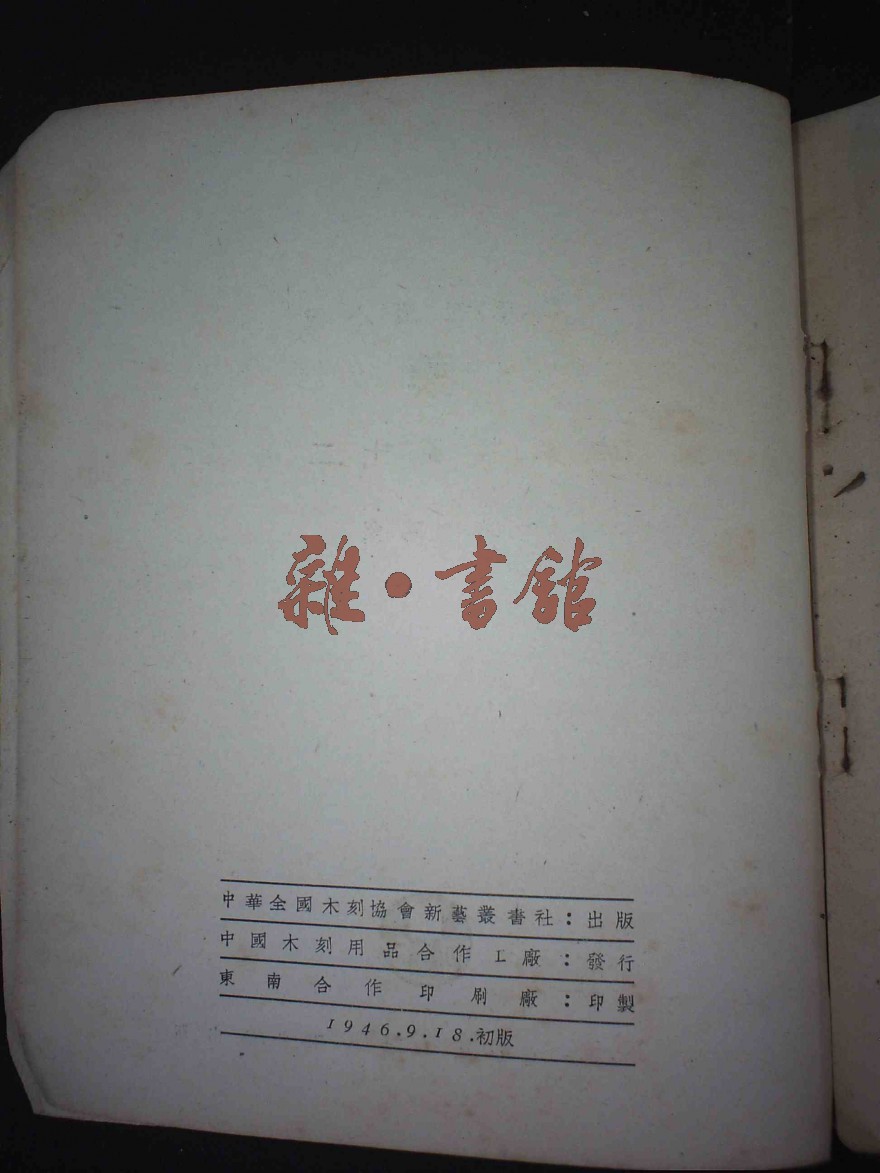 雜·書館
中華全國木刻協會新藝叢書社：出版
中國木刻用品合作工廠：發行
東南合作印刷廠：印製
1946.9.18.初版